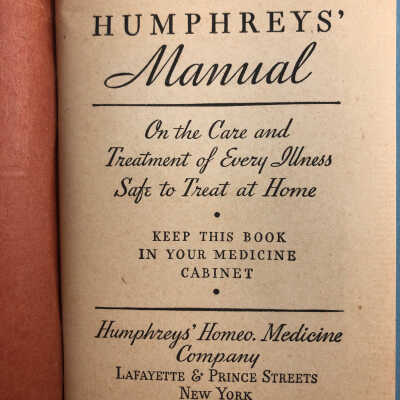 HUMPHREYS'
Manual
On the Care and
Treatment of Every Illness
Safe to Treat at Home
•
KEEP THIS BOOK
IN YOUR MEDICINE
CABINET
•
Humphreys' Homeo. Medicine
Company
LAFAYETTE & PRINCE STREETS
NEW YORK